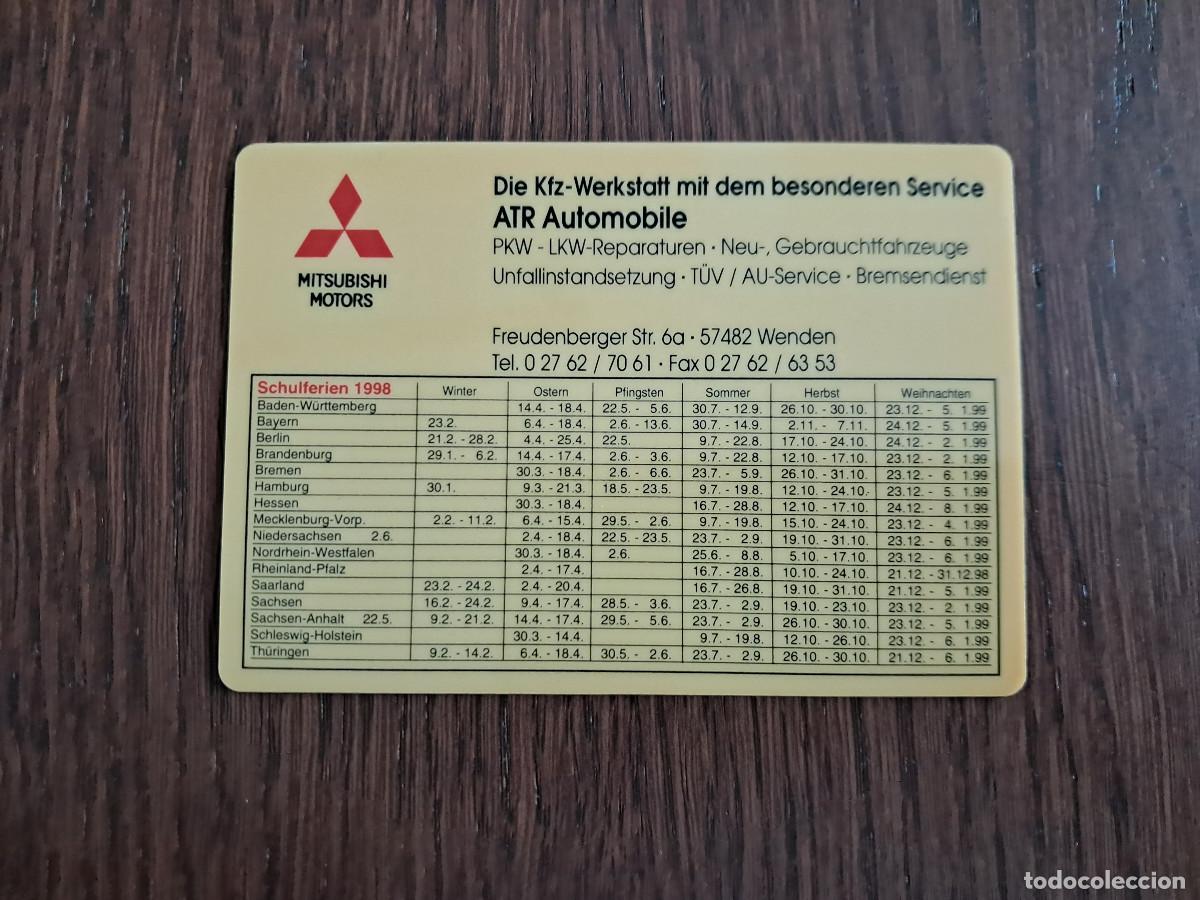 MITSUBISHI
MOTORS
Die Kfz-Werkstatt mit dem besonderen Service
ATR Automobile
PKW - LKW-Reparaturen · Neu-, Gebrauchtfahrzeuge
Unfallinstandsetzung · TÜV / AU-Service · Bremsendienst
Freudenberger Str. 6a · 57482 Wenden
Tel. 0 27 62 / 70 61 · Fax 0 27 62 / 63 53
Schulferien 1998 Winter Ostern Pfingsten Sommer Herbst Weihnachten
Baden-Württemberg 14.4. - 18.4. 22.5. - 5.6. 30.7. - 12.9. 26.10. - 30.10. 23.12. - 5. 1.99
Bayern 23.2. 6.4. - 18.4. 2.6. - 13.6. 30.7. - 14.9. 2.11. - 7.11. 24.12. - 5. 1.99
Berlin 21.2. - 28.2. 4.4. - 25.4. 22.5. 9.7. - 22.8. 17.10. - 24.10. 24.12. - 2. 1.99
Brandenburg 29.1. - 6.2. 14.4. - 17.4. 2.6. - 3.6. 9.7. - 22.8. 12.10. - 17.10. 23.12. - 2. 1.99
Bremen 30.3. - 18.4. 2.6. - 6.6. 23.7. - 5.9. 26.10. - 31.10. 23.12. - 6. 1.99
Hamburg 30.1. 9.3. - 21.3. 18.5. - 23.5. 9.7. - 19.8. 12.10. - 24.10. 23.12. - 5. 1.99
Hessen 30.3. - 18.4. 16.7. - 28.8. 12.10. - 17.10. 24.12. - 8. 1.99
Mecklenburg-Vorp. 2.2. - 11.2. 6.4. - 15.4. 29.5. - 2.6. 9.7. - 19.8. 15.10. - 24.10. 23.12. - 4. 1.99
Niedersachsen 2.6. 2.4. - 18.4. 22.5. - 23.5. 23.7. - 2.9. 19.10. - 31.10. 23.12. - 6. 1.99
Nordrhein-Westfalen 30.3. - 18.4. 2.6. 25.6. - 8.8. 5.10. - 17.10. 23.12. - 6. 1.99
Rheinland-Pfalz 2.4. - 17.4. 16.7. - 28.8. 10.10. - 24.10. 21.12. - 31.12.98
Saarland 23.2. - 24.2. 2.4. - 20.4. 16.7. - 26.8. 19.10. - 31.10. 21.12. - 5. 1.99
Sachsen 16.2. - 24.2. 9.4. - 17.4. 28.5. - 3.6. 23.7. - 2.9. 19.10. - 23.10. 23.12. - 2. 1.99
Sachsen-Anhalt 22.5. 9.2. - 21.2. 14.4. - 17.4. 29.5. - 5.6. 23.7. - 2.9. 26.10. - 30.10. 23.12. - 5. 1.99
Schleswig-Holstein 30.3. - 14.4. 9.7. - 19.8. 12.10. - 26.10. 23.12. - 6. 1.99
Thüringen 9.2. - 14.2. 6.4. - 18.4. 30.5. - 2.6. 23.7. - 2.9. 26.10. - 30.10. 21.12. - 6. 1.99
todocoleccion